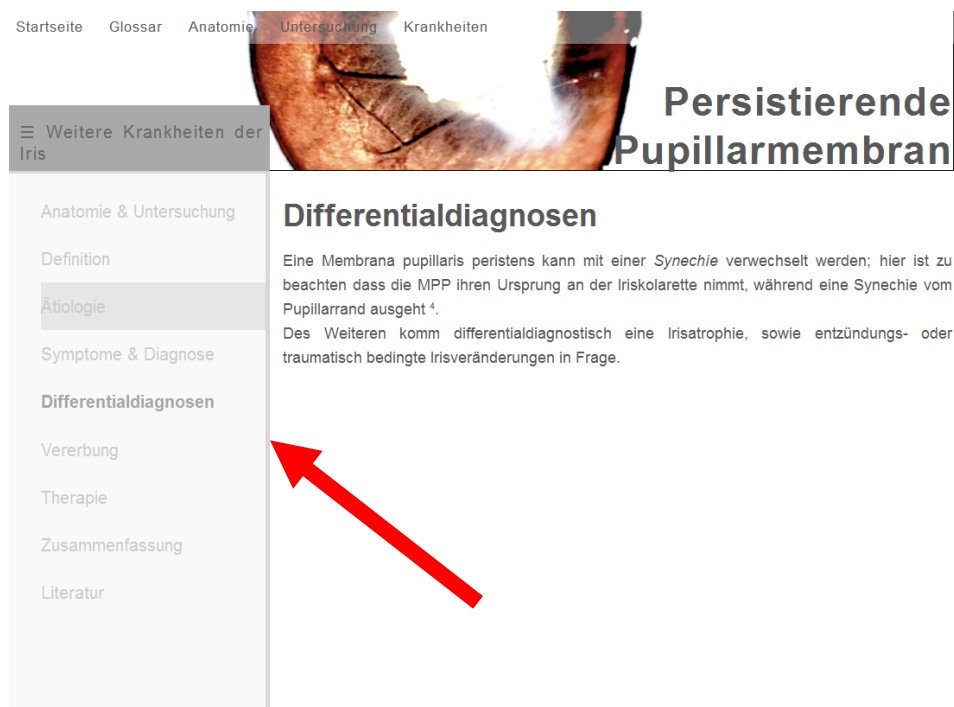 Startseite Glossar Anatomie Untersuchung Krankheiten
Persistierende
Pupillarmembran
☰ Weitere Krankheiten der
Iris
Anatomie & Untersuchung
Definition
Ätiologie
Symptome & Diagnose
Differentialdiagnosen
Vererbung
Therapie
Zusammenfassung
Literatur
Differentialdiagnosen
Eine Membrana pupillaris peristens kann mit einer Synechie verwechselt werden; hier ist zu
beachten dass die MPP ihren Ursprung an der Iriskolarette nimmt, während eine Synechie vom
Pupillarrand ausgeht ⁴.
Des Weiteren komm differentialdiagnostisch eine Irisatrophie, sowie entzündungs- oder
traumatisch bedingte Irisveränderungen in Frage.